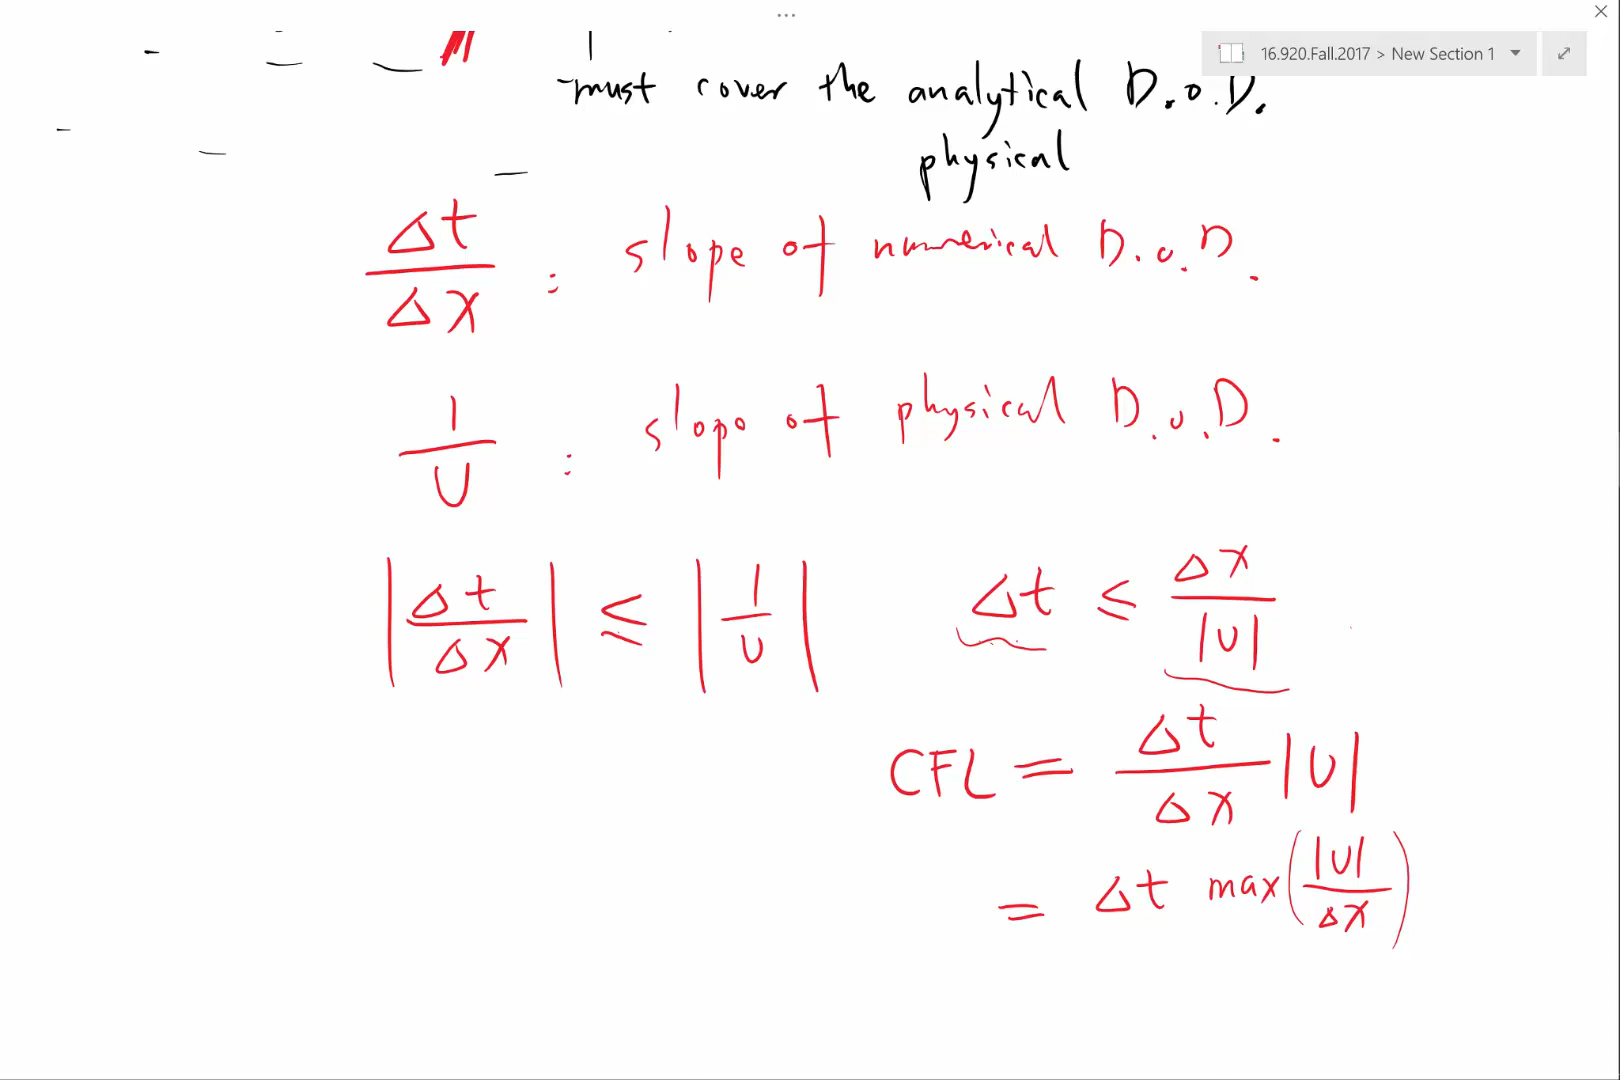 16.920.Fall.2017 > New Section 1
must cover the analytical D.o.D.
physical
Δt/Δx : slope of numerical D.o.D.
1/U : slope of physical D.o.D.
|Δt/Δx| ≤ |1/U| Δt ≤ Δx/|U|
CFL = Δt/Δx |U|
= Δt max(|U|/Δx)